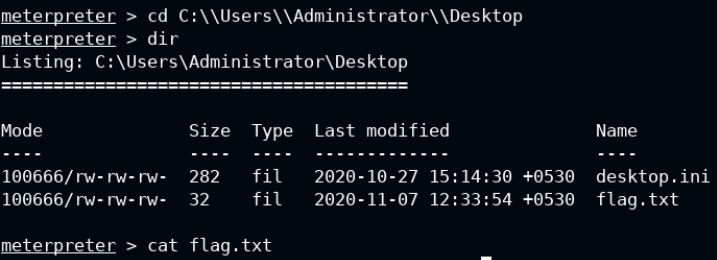 meterpreter > cd C:\\Users\\Administrator\\Desktop
meterpreter > dir
Listing: C:\Users\Administrator\Desktop
=======================================
Mode Size Type Last modified Name
---- ---- ---- ------------- ----
100666/rw-rw-rw- 282 fil 2020-10-27 15:14:30 +0530 desktop.ini
100666/rw-rw-rw- 32 fil 2020-11-07 12:33:54 +0530 flag.txt
meterpreter > cat flag.txt